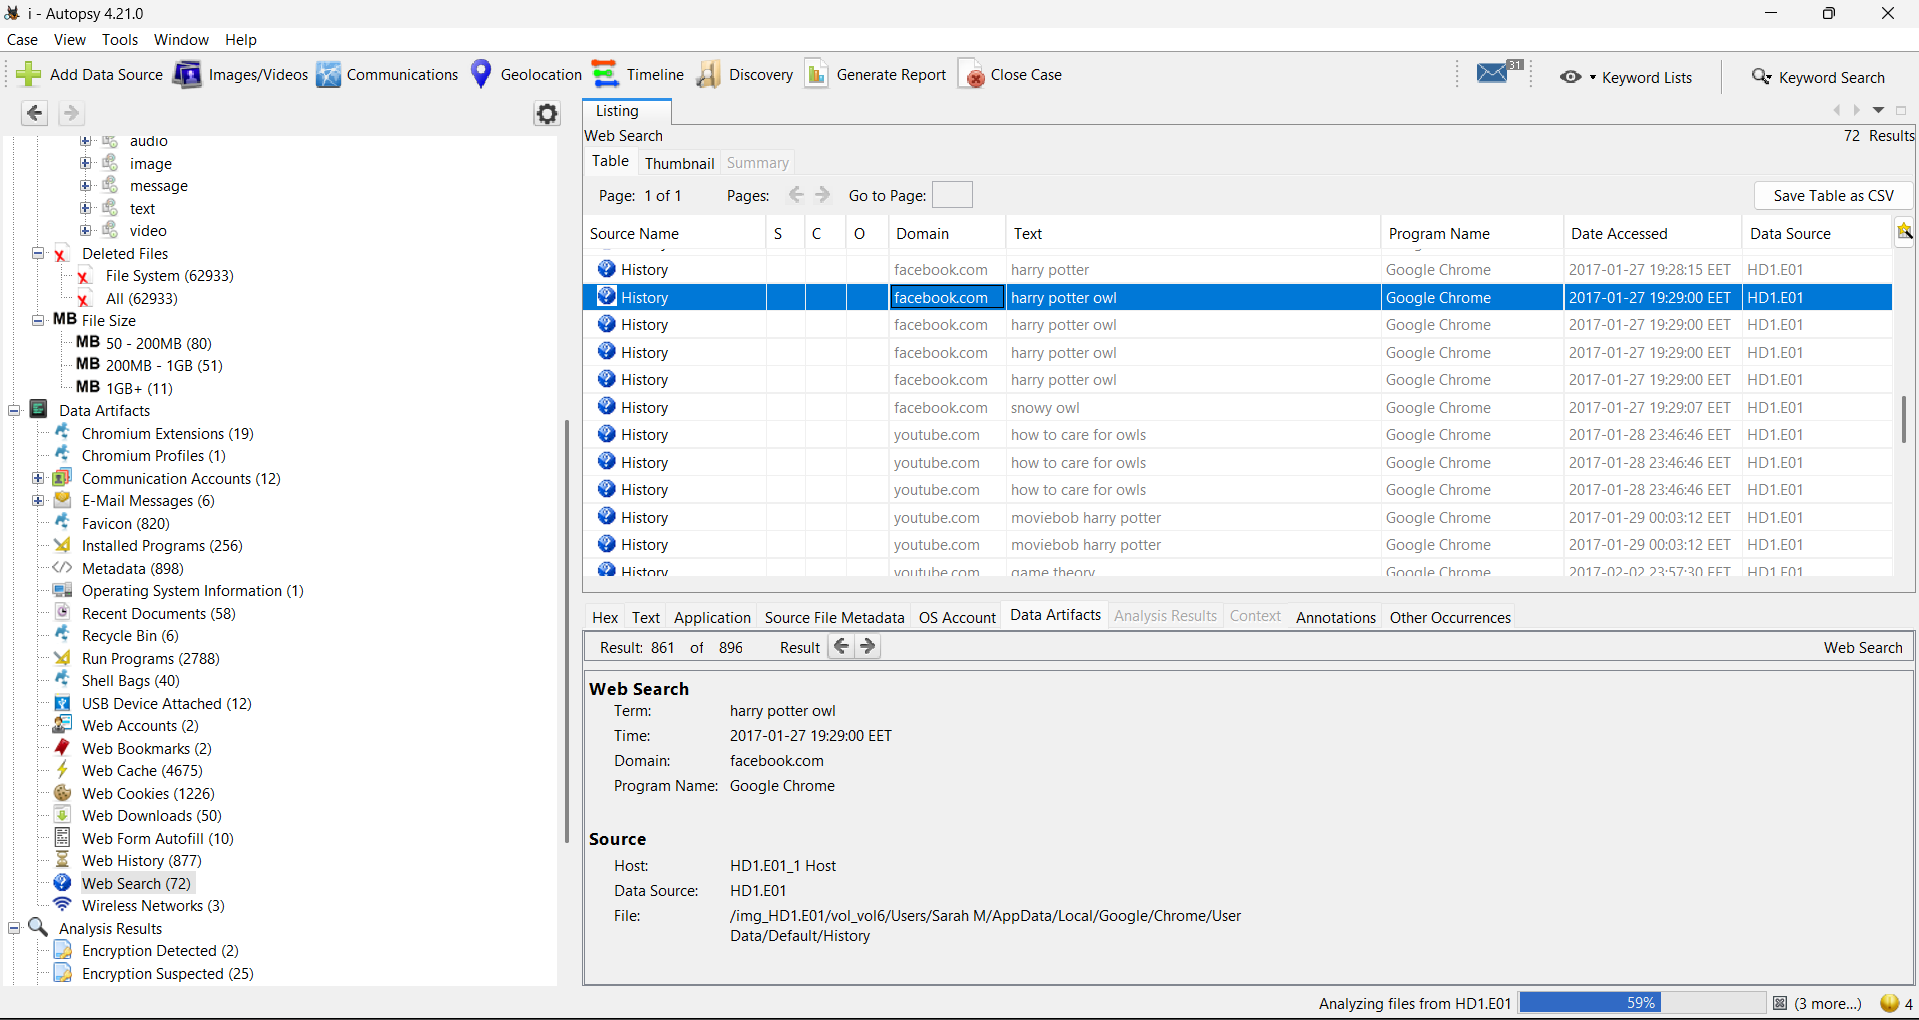 i - Autopsy 4.21.0
Case View Tools Window Help
Add Data Source Images/Videos Communications Geolocation Timeline Discovery Generate Report Close Case 31 Keyword Lists Keyword Search
audio
image
message
text
video
Deleted Files
File System (62933)
All (62933)
MB File Size
MB 50 - 200MB (80)
MB 200MB - 1GB (51)
MB 1GB+ (11)
Data Artifacts
Chromium Extensions (19)
Chromium Profiles (1)
Communication Accounts (12)
E-Mail Messages (6)
Favicon (820)
Installed Programs (256)
Metadata (898)
Operating System Information (1)
Recent Documents (58)
Recycle Bin (6)
Run Programs (2788)
Shell Bags (40)
USB Device Attached (12)
Web Accounts (2)
Web Bookmarks (2)
Web Cache (4675)
Web Cookies (1226)
Web Downloads (50)
Web Form Autofill (10)
Web History (877)
Web Search (72)
Wireless Networks (3)
Analysis Results
Encryption Detected (2)
Encryption Suspected (25)
Listing
Web Search 72 Results
Table Thumbnail Summary
Page: 1 of 1 Pages: Go to Page: Save Table as CSV
Source Name S C O Domain Text Program Name Date Accessed Data Source
History facebook.com harry potter Google Chrome 2017-01-27 19:28:15 EET HD1.E01
History facebook.com harry potter owl Google Chrome 2017-01-27 19:29:00 EET HD1.E01
History facebook.com harry potter owl Google Chrome 2017-01-27 19:29:00 EET HD1.E01
History facebook.com harry potter owl Google Chrome 2017-01-27 19:29:00 EET HD1.E01
History facebook.com harry potter owl Google Chrome 2017-01-27 19:29:00 EET HD1.E01
History facebook.com snowy owl Google Chrome 2017-01-27 19:29:07 EET HD1.E01
History youtube.com how to care for owls Google Chrome 2017-01-28 23:46:46 EET HD1.E01
History youtube.com how to care for owls Google Chrome 2017-01-28 23:46:46 EET HD1.E01
History youtube.com how to care for owls Google Chrome 2017-01-28 23:46:46 EET HD1.E01
History youtube.com moviebob harry potter Google Chrome 2017-01-29 00:03:12 EET HD1.E01
History youtube.com moviebob harry potter Google Chrome 2017-01-29 00:03:12 EET HD1.E01
History youtube.com game theory Google Chrome 2017-02-02 23:57:30 EET HD1.E01
Hex Text Application Source File Metadata OS Account Data Artifacts Analysis Results Context Annotations Other Occurrences
Result: 861 of 896 Result Web Search
Web Search
Term: harry potter owl
Time: 2017-01-27 19:29:00 EET
Domain: facebook.com
Program Name: Google Chrome
Source
Host: HD1.E01_1 Host
Data Source: HD1.E01
File: /img_HD1.E01/vol_vol6/Users/Sarah M/AppData/Local/Google/Chrome/User
Data/Default/History
Analyzing files from HD1.E01 59% (3 more...) 4